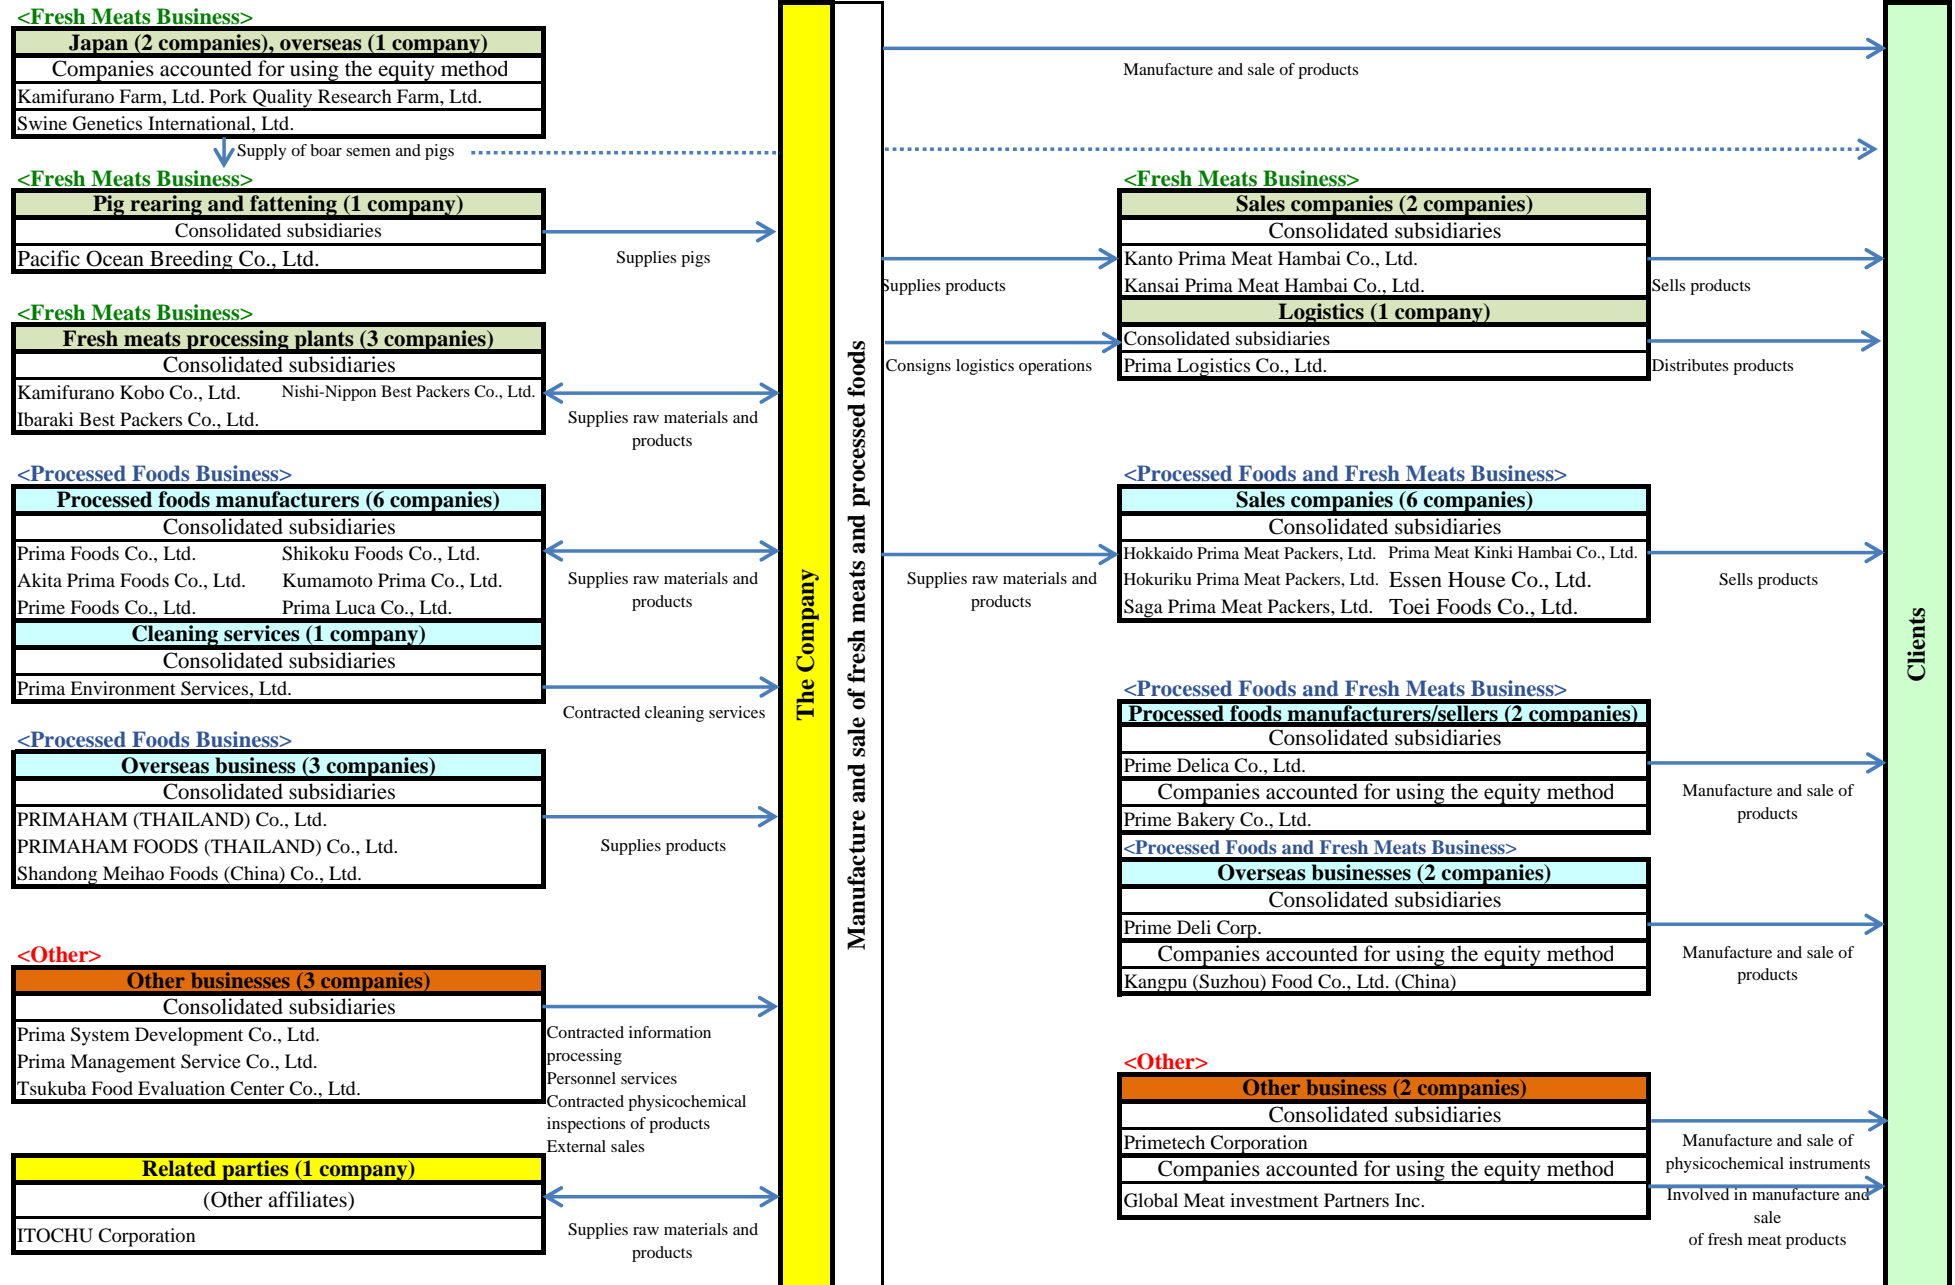 <Fresh Meats Business>
Japan (2 companies), overseas (1 company)
Companies accounted for using the equity method
Kamifurano Farm, Ltd. Pork Quality Research Farm, Ltd.
Swine Genetics International, Ltd.
Supply of boar semen and pigs
<Fresh Meats Business>
Pig rearing and fattening (1 company)
Consolidated subsidiaries
Pacific Ocean Breeding Co., Ltd.
Supplies pigs
<Fresh Meats Business>
Fresh meats processing plants (3 companies)
Consolidated subsidiaries
Kamifurano Kobo Co., Ltd. Nishi-Nippon Best Packers Co., Ltd.
Ibaraki Best Packers Co., Ltd.
Supplies raw materials and
products
<Processed Foods Business>
Processed foods manufacturers (6 companies)
Consolidated subsidiaries
Prima Foods Co., Ltd. Shikoku Foods Co., Ltd.
Akita Prima Foods Co., Ltd. Kumamoto Prima Co., Ltd.
Prime Foods Co., Ltd. Prima Luca Co., Ltd.
Supplies raw materials and
products
Cleaning services (1 company)
Consolidated subsidiaries
Prima Environment Services, Ltd.
Contracted cleaning services
<Processed Foods Business>
Overseas business (3 companies)
Consolidated subsidiaries
PRIMAHAM (THAILAND) Co., Ltd.
PRIMAHAM FOODS (THAILAND) Co., Ltd.
Shandong Meihao Foods (China) Co., Ltd.
Supplies products
<Other>
Other businesses (3 companies)
Consolidated subsidiaries
Prima System Development Co., Ltd.
Prima Management Service Co., Ltd.
Tsukuba Food Evaluation Center Co., Ltd.
Contracted information
processing
Personnel services
Contracted physicochemical
inspections of products
External sales
Related parties (1 company)
(Other affiliates)
ITOCHU Corporation
Supplies raw materials and
products
The Company
Manufacture and sale of fresh meats and processed foods
Manufacture and sale of products
<Fresh Meats Business>
Sales companies (2 companies)
Consolidated subsidiaries
Kanto Prima Meat Hambai Co., Ltd.
Kansai Prima Meat Hambai Co., Ltd.
Supplies products
Sells products
Logistics (1 company)
Consolidated subsidiaries
Prima Logistics Co., Ltd.
Consigns logistics operations
Distributes products
<Processed Foods and Fresh Meats Business>
Sales companies (6 companies)
Consolidated subsidiaries
Hokkaido Prima Meat Packers, Ltd. Prima Meat Kinki Hambai Co., Ltd.
Hokuriku Prima Meat Packers, Ltd. Essen House Co., Ltd.
Saga Prima Meat Packers, Ltd. Toei Foods Co., Ltd.
Supplies raw materials and
products
Sells products
<Processed Foods and Fresh Meats Business>
Processed foods manufacturers/sellers (2 companies)
Consolidated subsidiaries
Prime Delica Co., Ltd.
Companies accounted for using the equity method
Prime Bakery Co., Ltd.
Manufacture and sale of
products
<Processed Foods and Fresh Meats Business>
Overseas businesses (2 companies)
Consolidated subsidiaries
Prime Deli Corp.
Companies accounted for using the equity method
Kangpu (Suzhou) Food Co., Ltd. (China)
Manufacture and sale of
products
<Other>
Other business (2 companies)
Consolidated subsidiaries
Primetech Corporation
Companies accounted for using the equity method
Global Meat investment Partners Inc.
Manufacture and sale of
physicochemical instruments
Involved in manufacture and
sale
of fresh meat products
Clients